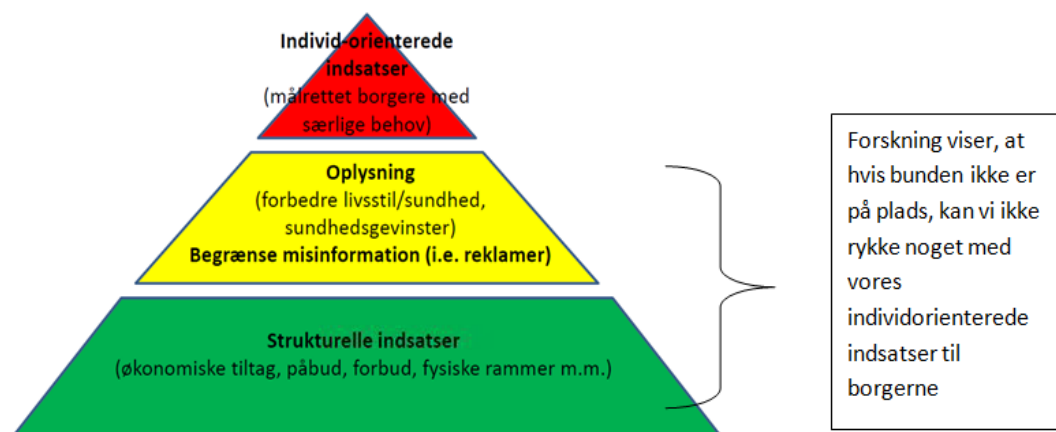 Individ-orienterede
indsatser
(målrettet borgere med
særlige behov)
Oplysning
(forbedre livsstil/sundhed,
sundhedsgevinster)
Begrænse misinformation (i.e. reklamer)
Strukturelle indsatser
(økonomiske tiltag, påbud, forbud, fysiske rammer m.m.)
Forskning viser, at
hvis bunden ikke er
på plads, kan vi ikke
rykke noget med
vores
individorienterede
indsatser til
borgerne